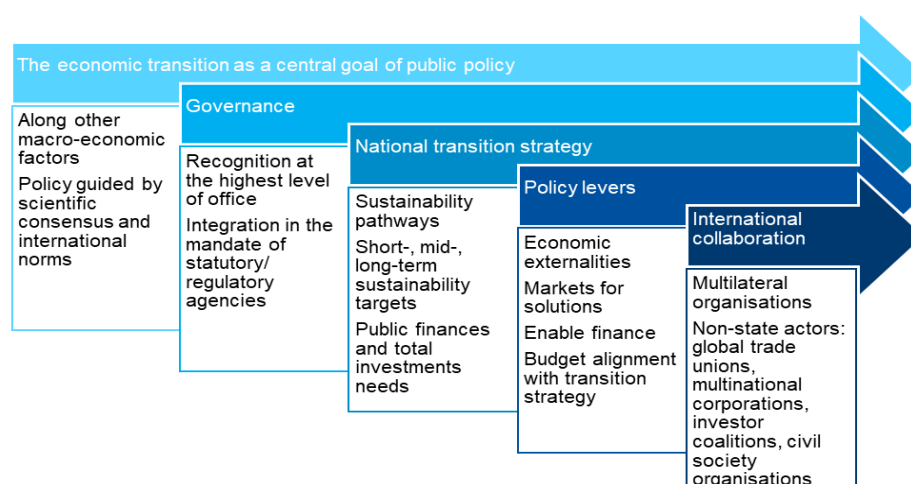 The economic transition as a central goal of public policy
Along other
macro-economic
factors
Policy guided by
scientific
consensus and
international
norms
Governance
Recognition at
the highest level
of office
Integration in the
mandate of
statutory/
regulatory
agencies
National transition strategy
Sustainability
pathways
Short-, mid-,
long-term
sustainability
targets
Public finances
and total
investments
needs
Policy levers
Economic
externalities
Markets for
solutions
Enable finance
Budget alignment
with transition
strategy
International
collaboration
Multilateral
organisations
Non-state actors:
global trade
unions,
multinational
corporations,
investor
coalitions, civil
society
organisations